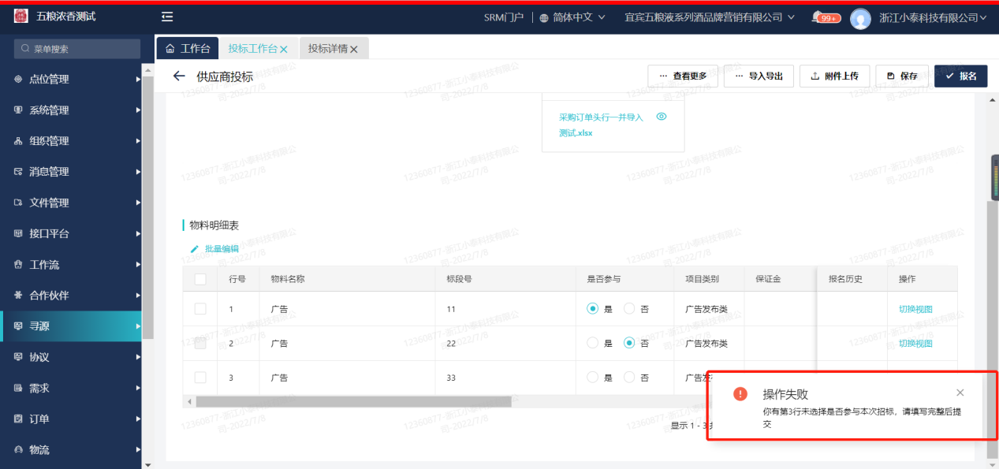 五粮浓香测试
SRM门户 简体中文 宜宾五粮液系列酒品牌营销有限公司 99+ 浙江小泰科技有限公司
菜单搜索
工作台 投标工作台 投标详情
点位管理
系统管理
组织管理
消息管理
文件管理
接口平台
工作流
合作伙伴
寻源
协议
需求
订单
物流
供应商投标
查看更多 导入导出 附件上传 保存 报名
采购订单头行一并导入
测试.xlsx
物料明细表
批量编辑
行号 物料名称 标段号 是否参与 项目类别 保证金 报名历史 操作
1 广告 11 是 否 广告发布类 切换视图
2 广告 22 是 否 广告发布类 切换视图
3 广告 33 是 否 广告发
显示 1 - 3
操作失败
你有第3行未选择是否参与本次招标，请填写完整后提
交
12360877-浙江小泰科技有限公
司-2022/7/8